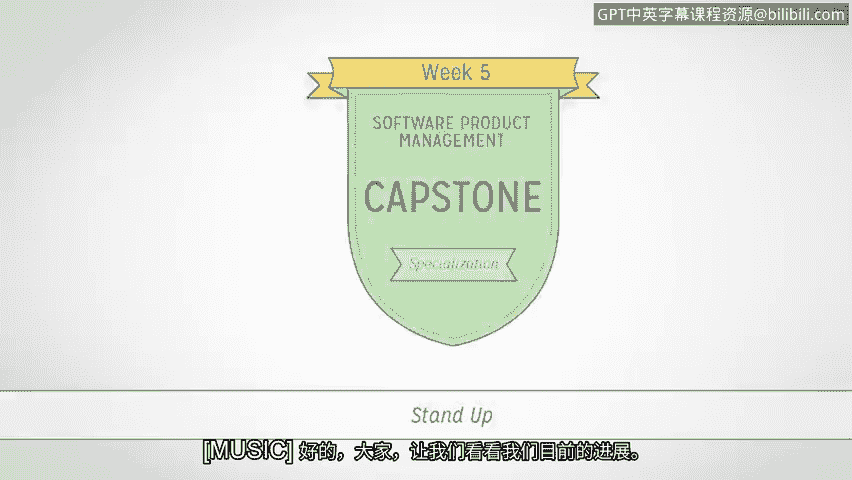 GPT中英字幕课程资源@bilibili.com
Week 5
SOFTWARE PRODUCT
MANAGEMENT
CAPSTONE
Specialization
Stand Up
[MUSIC] 好的，大家，让我们看看我们目前的进展。